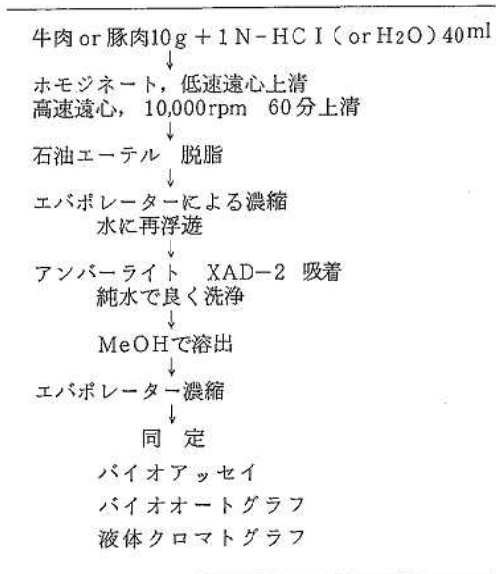 牛肉 or 豚肉10g + 1N-HCI (or H2O) 40ml
↓
ホモジネート, 低速遠心上清
高速遠心, 10,000rpm 60分上清
↓
石油エーテル 脱脂
↓
エバポレーターによる濃縮
水に再浮遊
↓
アンバーライト XAD-2 吸着
純水で良く洗浄
↓
MeOHで溶出
↓
エバポレーター濃縮
↓
同 定
バイオアッセイ
バイオオートグラフ
液体クロマトグラフ